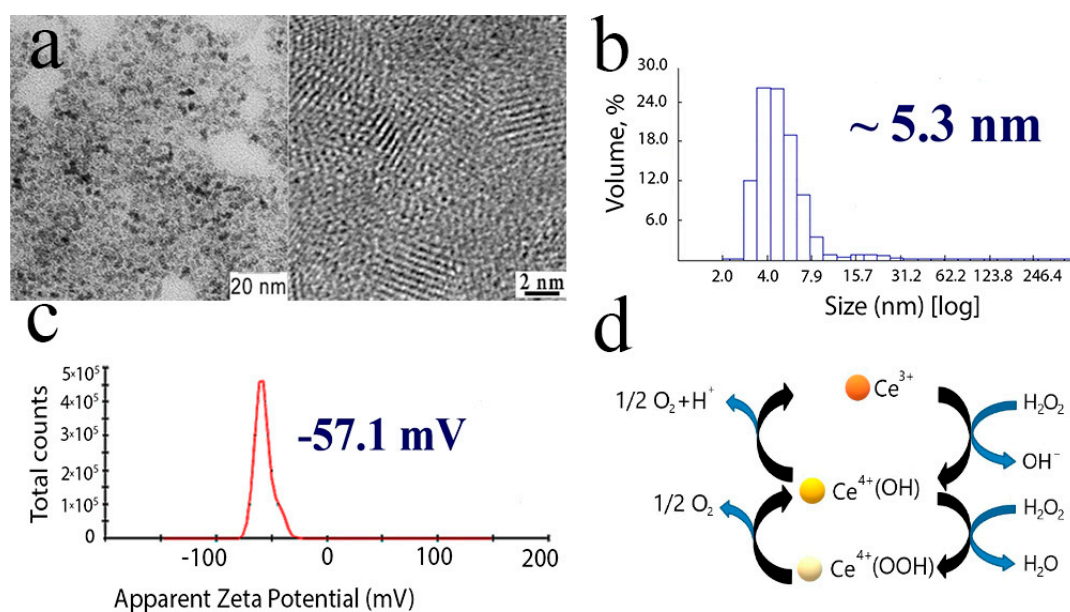 a
20 nm
2 nm
b
30.0
24.0
18.0
12.0
6.0
Volume, %
~ 5.3 nm
2.0 4.0 7.9 15.7 31.2 62.2 123.8 246.4
Size (nm) [log]
c
5×10⁵
4×10⁵
3×10⁵
2×10⁵
1×10⁵
0
Total counts
-57.1 mV
-100 0 100 200
Apparent Zeta Potential (mV)
d
1/2 O₂+H⁺
Ce³⁺
H₂O₂
OH⁻
Ce⁴⁺(OH)
1/2 O₂
H₂O₂
Ce⁴⁺(OOH)
H₂O